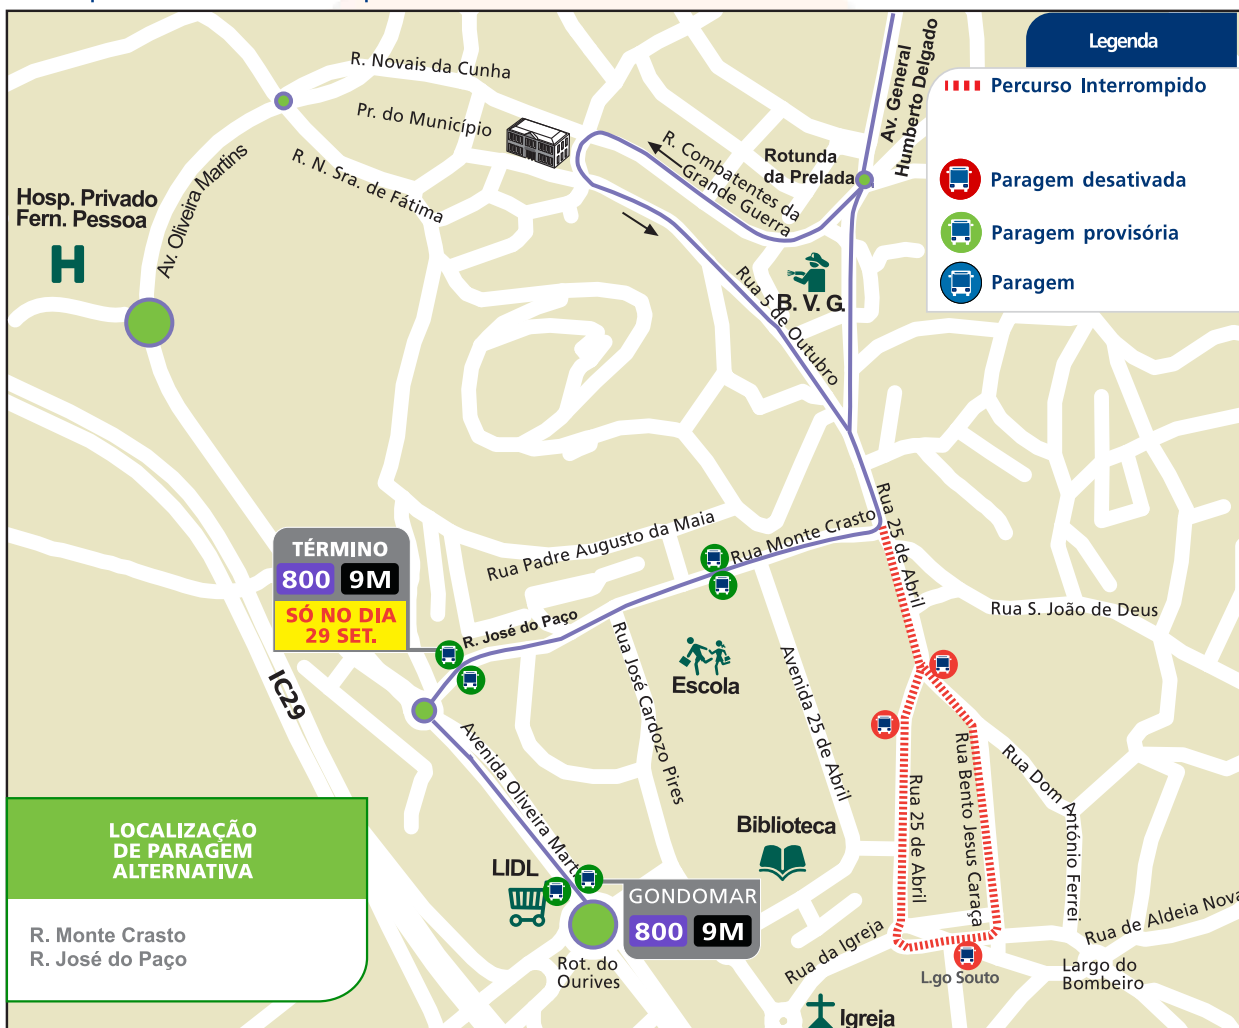 Legenda
Percurso Interrompido
Paragem desativada
Paragem provisória
Paragem
R. Novais da Cunha
Pr. do Município
R. N. Sra. de Fátima
Av. Oliveira Martins
Hosp. Privado
Fern. Pessoa
H
R. Combatentes da
Grande Guerra
Rotunda
da Prelada
Av. General
Humberto Delgado
B. V. G.
Rua 5 de Outubro
Rua 25 de Abril
Rua Monte Crasto
Rua Padre Augusto da Maia
Rua S. João de Deus
TÉRMINO
800 9M
SÓ NO DIA
29 SET.
R. José do Paço
Rua José Cardozo Pires
Escola
Avenida 25 de Abril
IC29
Avenida Oliveira Marti
Rua 25 de Abril
Rua Bento Jesus Caraça
Rua Dom António Ferrei
Biblioteca
LIDL
GONDOMAR
800 9M
Rot. do
Ourives
Rua da Igreja
L.go Souto
Rua de Aldeia Nova
Largo do
Bombeiro
Igreja
LOCALIZAÇÃO
DE PARAGEM
ALTERNATIVA
R. Monte Crasto
R. José do Paço